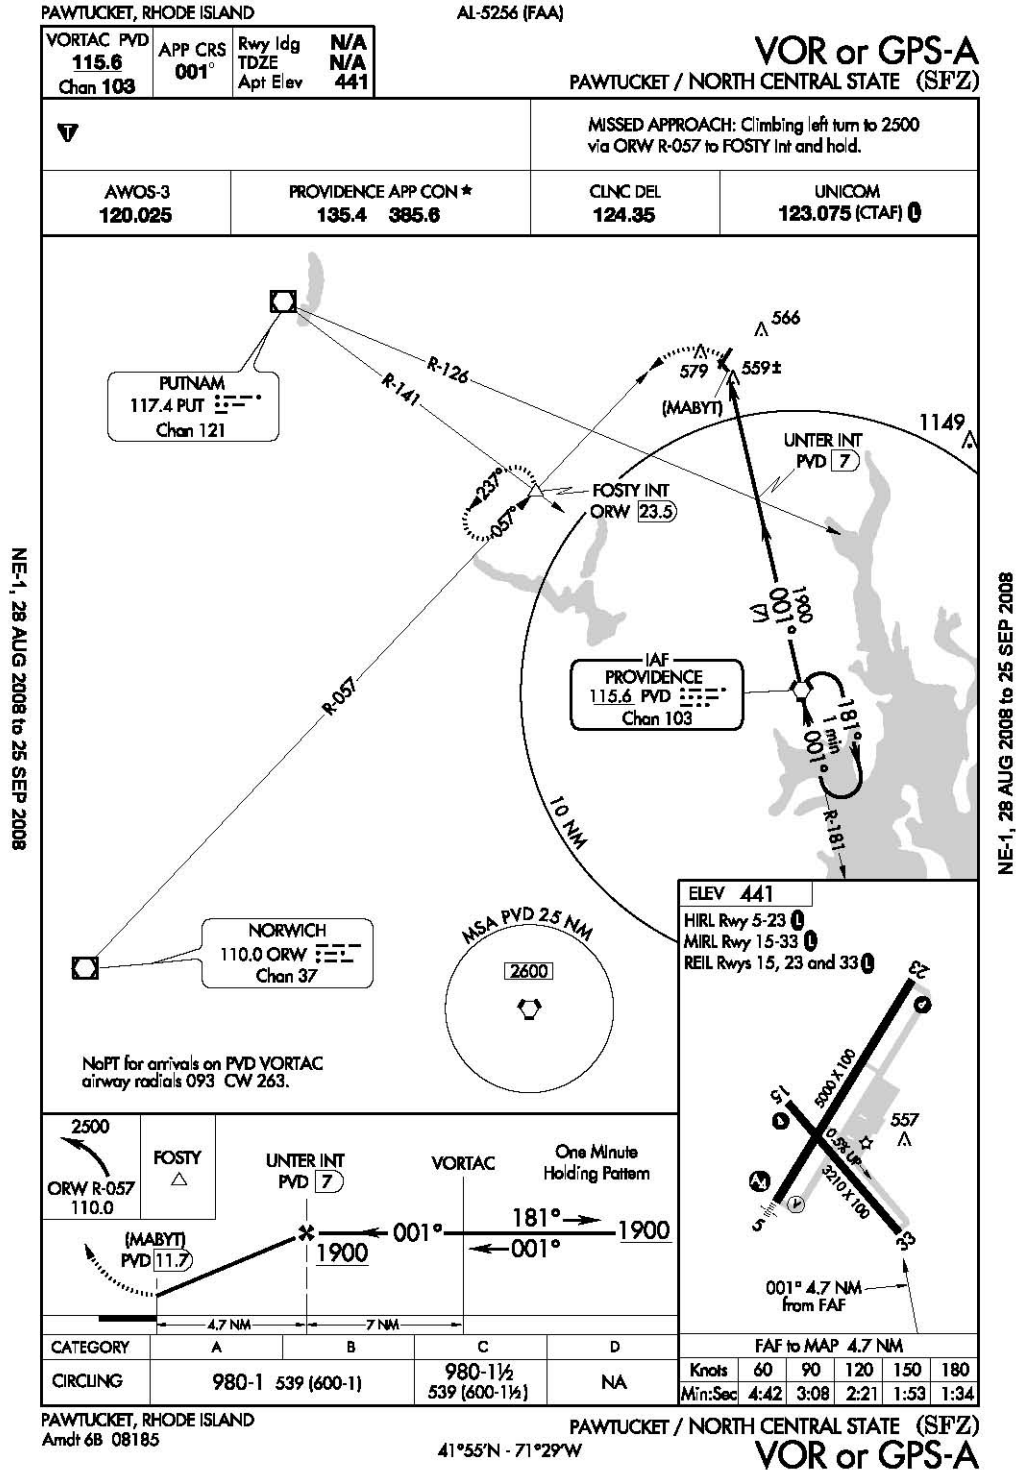 PAWTUCKET, RHODE ISLAND
AL-5256 (FAA)
VORTAC PVD
115.6
Chan 103
APP CRS
001°
Rwy ldg N/A
TDZE N/A
Apt Elev 441
VOR or GPS-A
PAWTUCKET / NORTH CENTRAL STATE (SFZ)
T
MISSED APPROACH: Climbing left turn to 2500
via ORW R-057 to FOSTY Int and hold.
AWOS-3
120.025
PROVIDENCE APP CON ★
135.4 385.6
CLNC DEL
124.35
UNICOM
123.075 (CTAF) L
566
579
559±
(MABYT)
1149
R-126
R-141
PUTNAM
117.4 PUT
Chan 121
UNTER INT
PVD 7
237°
057°
FOSTY INT
ORW 23.5
1900
001°
(7)
IAF
PROVIDENCE
115.6 PVD
Chan 103
181°
1 min
001°
R-181
R-057
10 NM
NORWICH
110.0 ORW
Chan 37
MSA PVD 25 NM
2600
NoPT for arrivals on PVD VORTAC
airway radials 093 CW 263.
ELEV 441
HIRL Rwy 5-23 L
MIRL Rwy 15-33 L
REIL Rwys 15, 23 and 33 L
23
5000 X 100
15
557
0.5% UP
3210 X 100
A4
V
5
33
001° 4.7 NM
from FAF
2500
ORW R-057
110.0
FOSTY
UNTER INT
PVD 7
VORTAC
One Minute
Holding Pattern
181°
001°
1900
001°
1900
(MABYT)
PVD 11.7
4.7 NM
7 NM
CATEGORY A B C D
CIRCLING 980-1 539 (600-1) 980-1½ 539 (600-1½) NA
FAF to MAP 4.7 NM
Knots 60 90 120 150 180
Min:Sec 4:42 3:08 2:21 1:53 1:34
PAWTUCKET, RHODE ISLAND
Amdt 6B 08185
41°55'N - 71°29'W
PAWTUCKET / NORTH CENTRAL STATE (SFZ)
VOR or GPS-A
NE-1, 28 AUG 2008 to 25 SEP 2008
NE-1, 28 AUG 2008 to 25 SEP 2008